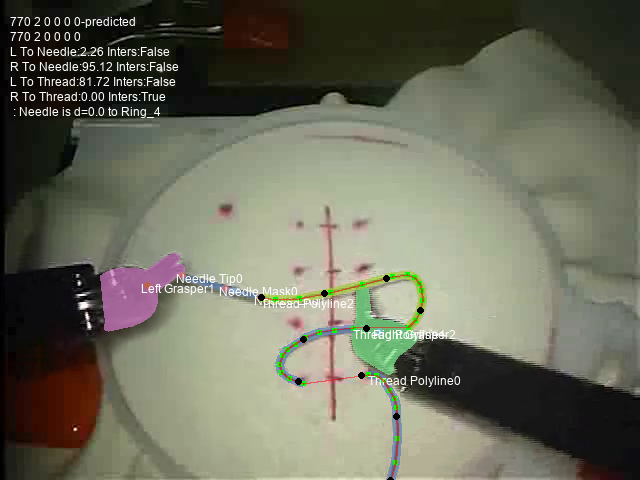 770 2 0 0 0 0-predicted
770 2 0 0 0 0
L To Needle:2.26 Inters:False
R To Needle:95.12 Inters:False
L To Thread:81.72 Inters:False
R To Thread:0.00 Inters:True
: Needle is d=0.0 to Ring_4
Needle Tip0
Left Grasper1
Needle Mask0
Thread Polyline2
Thread Polyline0